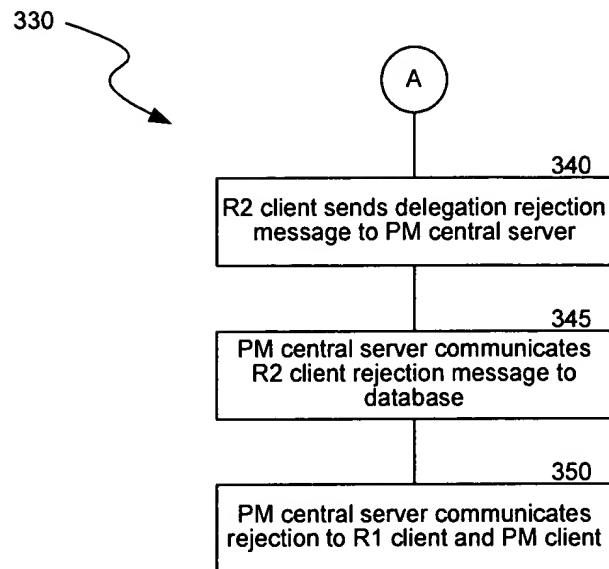 330
A
340
R2 client sends delegation rejection
message to PM central server
345
PM central server communicates
R2 client rejection message to
database
350
PM central server communicates
rejection to R1 client and PM client